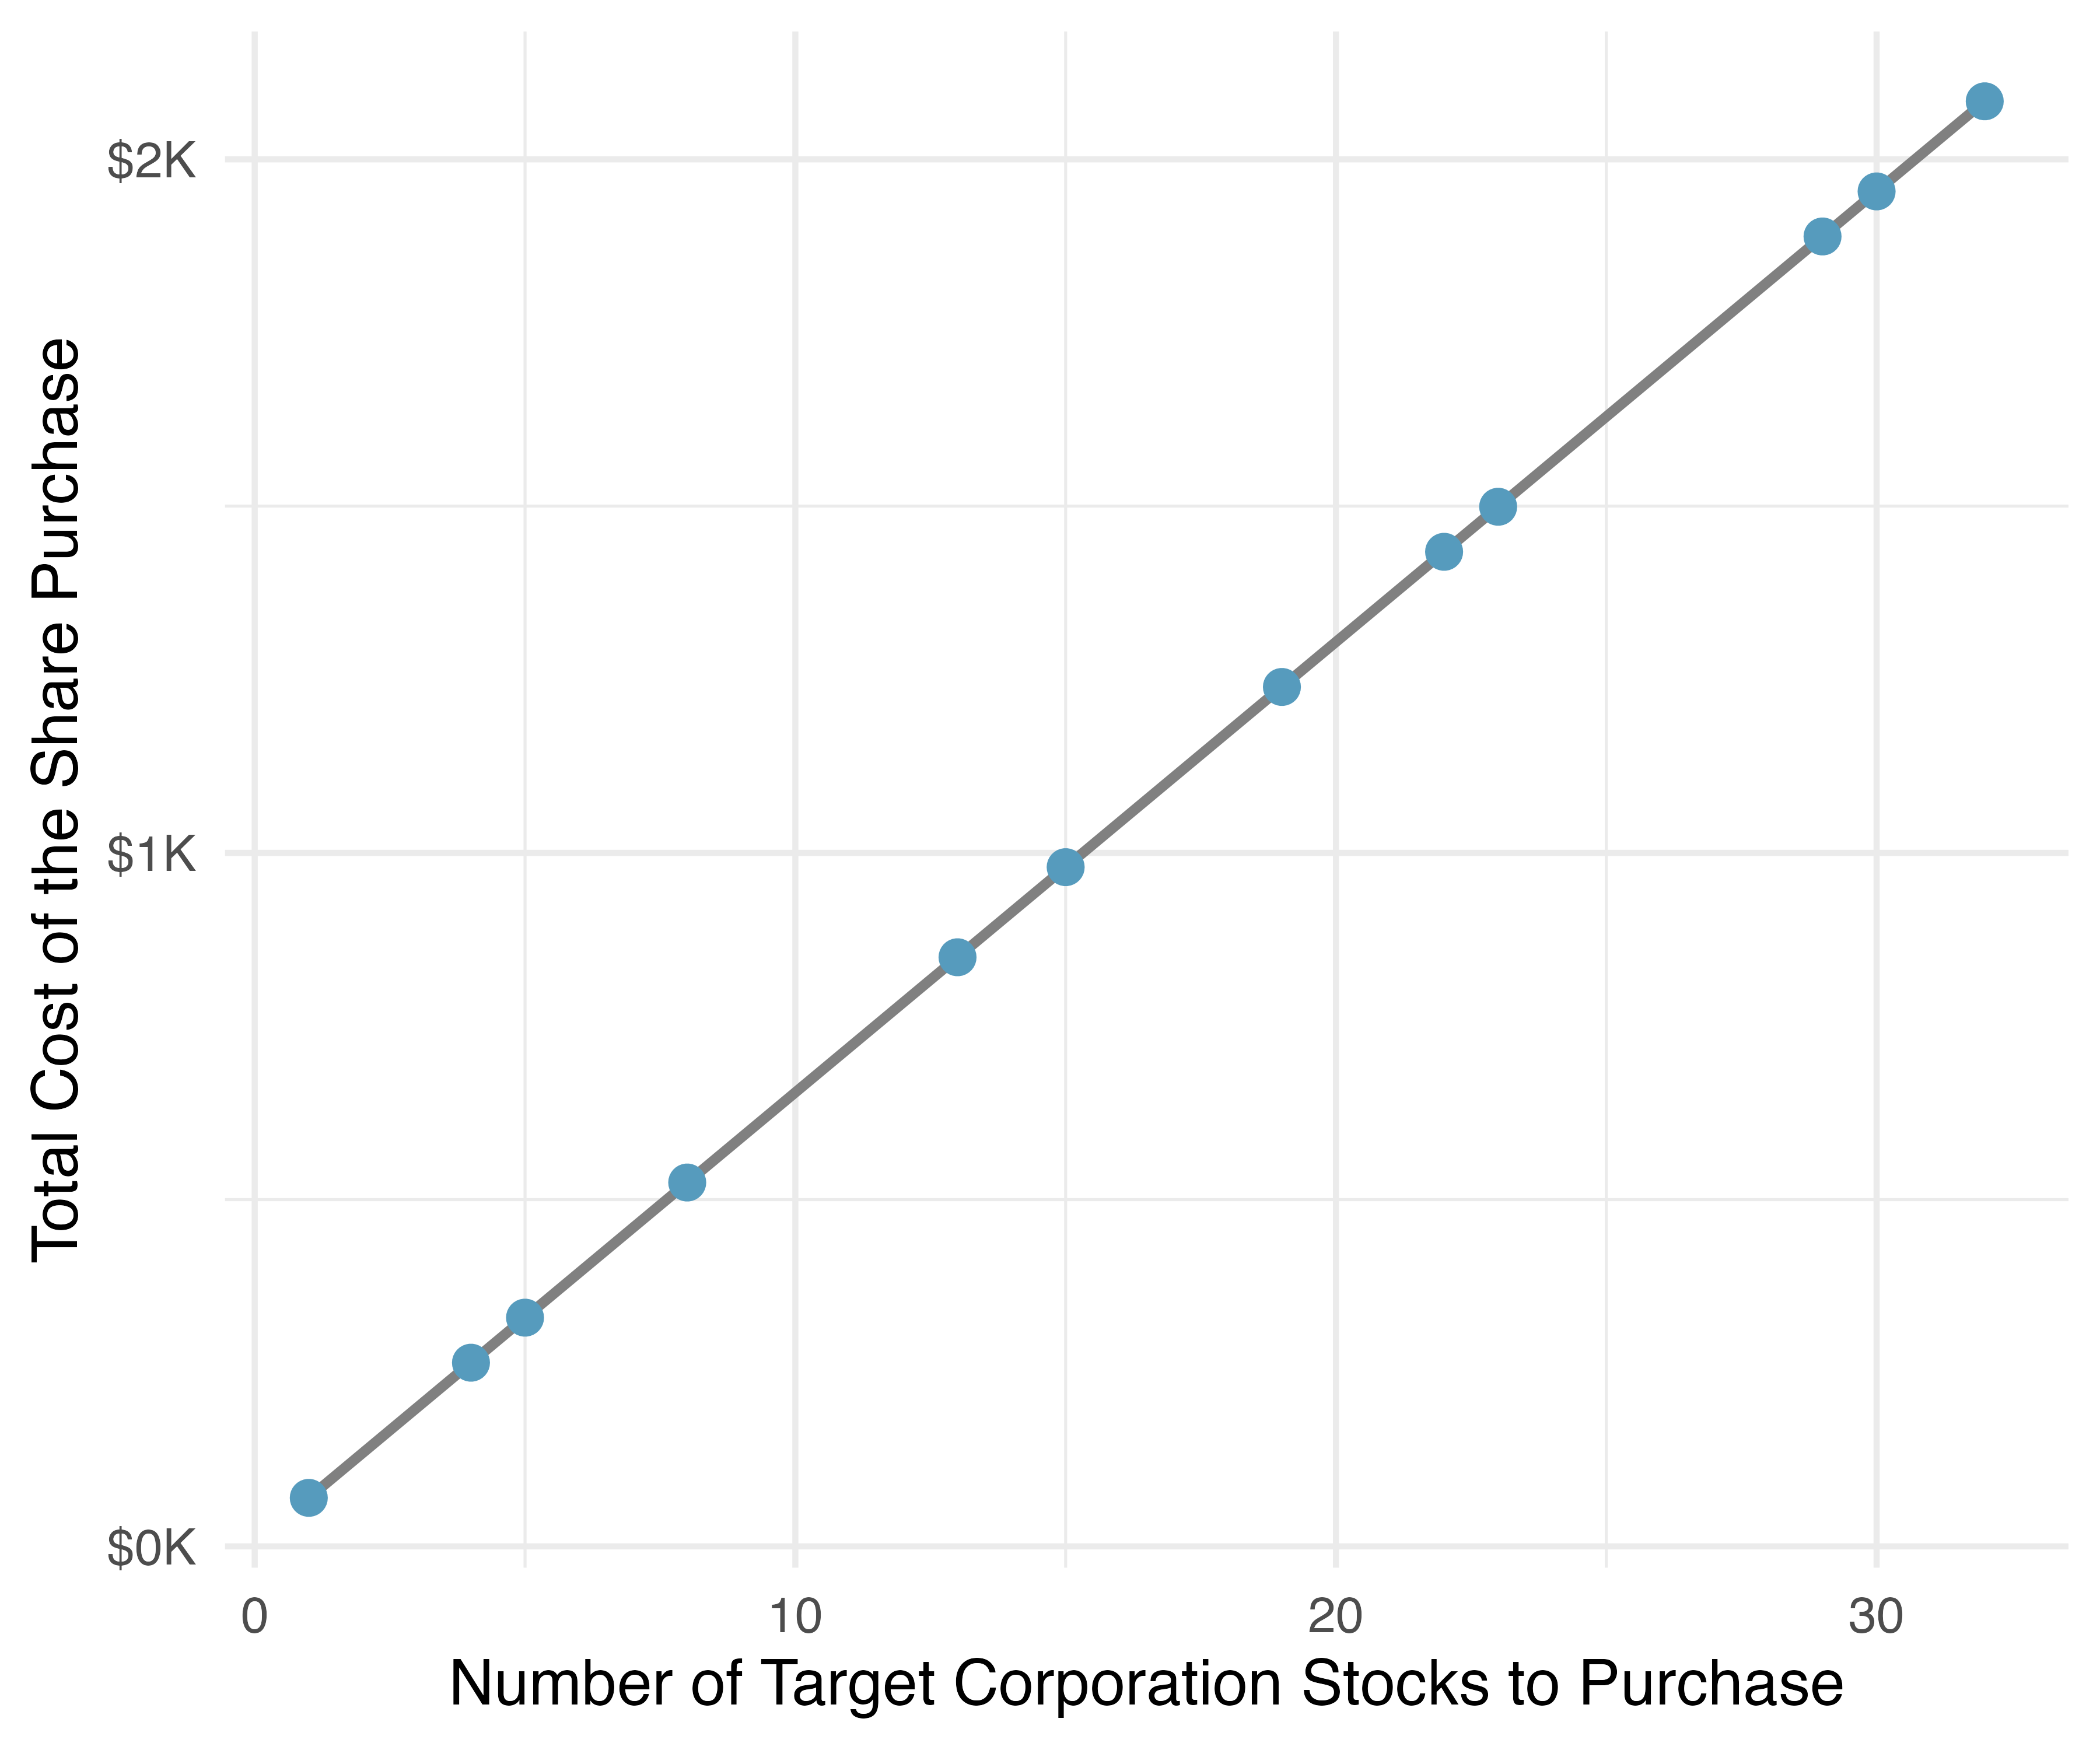 Total Cost of the Share Purchase
$2K
$1K
$0K
0 10 20 30
Number of Target Corporation Stocks to Purchase